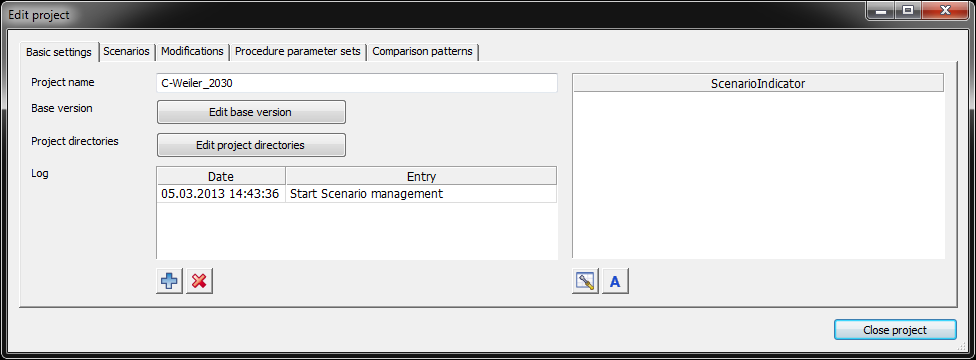 Edit project
Basic settings Scenarios Modifications Procedure parameter sets Comparison patterns
Project name C-Weiler_2030
Base version Edit base version
Project directories Edit project directories
Log
Date Entry
05.03.2013 14:43:36 Start Scenario management
ScenarioIndicator
A
Close project